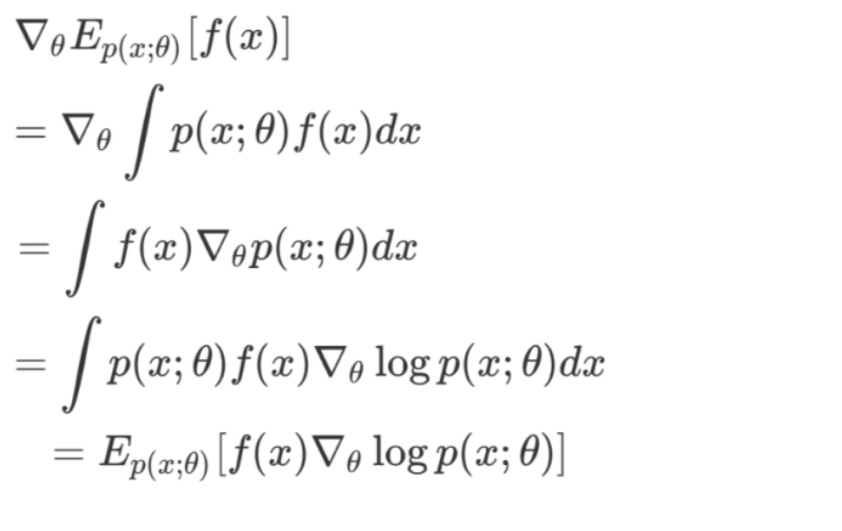 ∇_θ E_{p(x;θ)}[f(x)]
= ∇_θ ∫ p(x; θ)f(x)dx
= ∫ f(x)∇_θ p(x; θ)dx
= ∫ p(x; θ)f(x)∇_θ log p(x; θ)dx
= E_{p(x;θ)}[f(x)∇_θ log p(x; θ)]